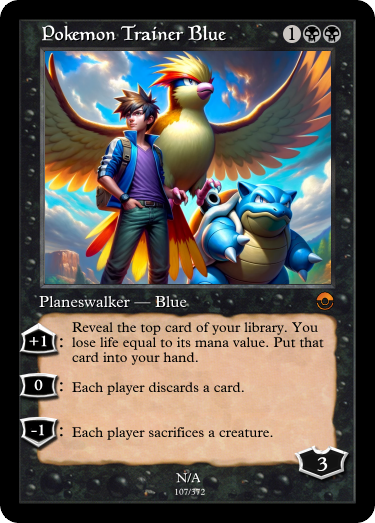 Pokemon Trainer Blue 1
Planeswalker — Blue
+1: Reveal the top card of your library. You
lose life equal to its mana value. Put that
card into your hand.
0: Each player discards a card.
-1: Each player sacrifices a creature.
3
N/A
107/372